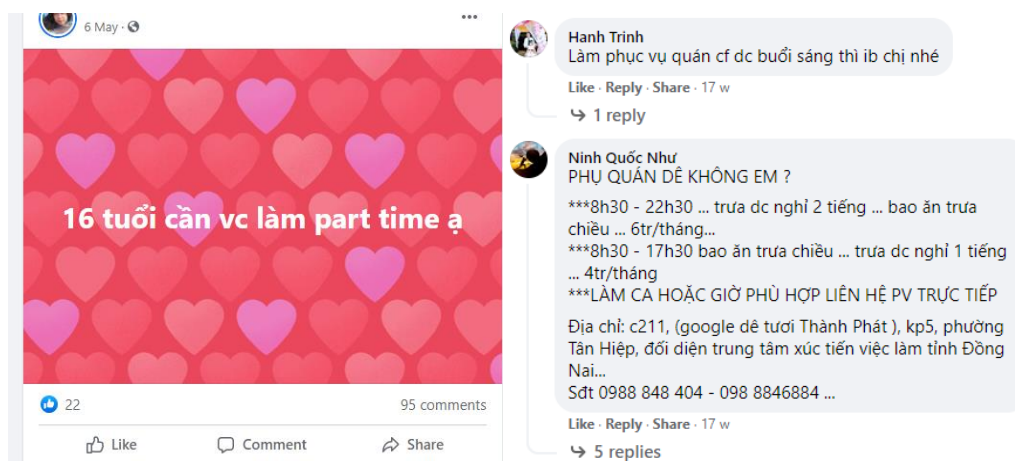 6 May ·
16 tuổi cần vc làm part time ạ
22
95 comments
Like
Comment
Share
Hanh Trinh
Làm phục vụ quán cf dc buổi sáng thì ib chị nhé
Like · Reply · Share · 17 w
1 reply
Ninh Quốc Như
PHỤ QUÁN DÊ KHÔNG EM ?
***8h30 - 22h30 ... trưa dc nghỉ 2 tiếng ... bao ăn trưa
chiều ... 6tr/tháng...
***8h30 - 17h30 bao ăn trưa chiều ... trưa dc nghỉ 1 tiếng
... 4tr/tháng
***LÀM CA HOẶC GIỜ PHÙ HỢP LIÊN HỆ PV TRỰC TIẾP
Địa chỉ: c211, (google dê tươi Thành Phát ), kp5, phường
Tân Hiệp, đối diện trung tâm xúc tiến việc làm tỉnh Đồng
Nai...
Sđt 0988 848 404 - 098 8846884 ...
Like · Reply · Share · 17 w
5 replies